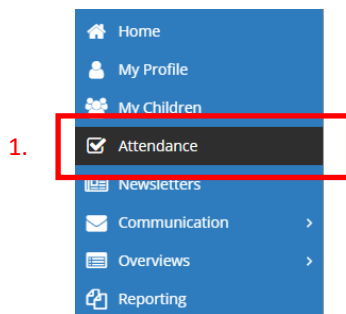 Home
My Profile
My Children
1.
Attendance
Newsletters
Communication
Overviews
Reporting